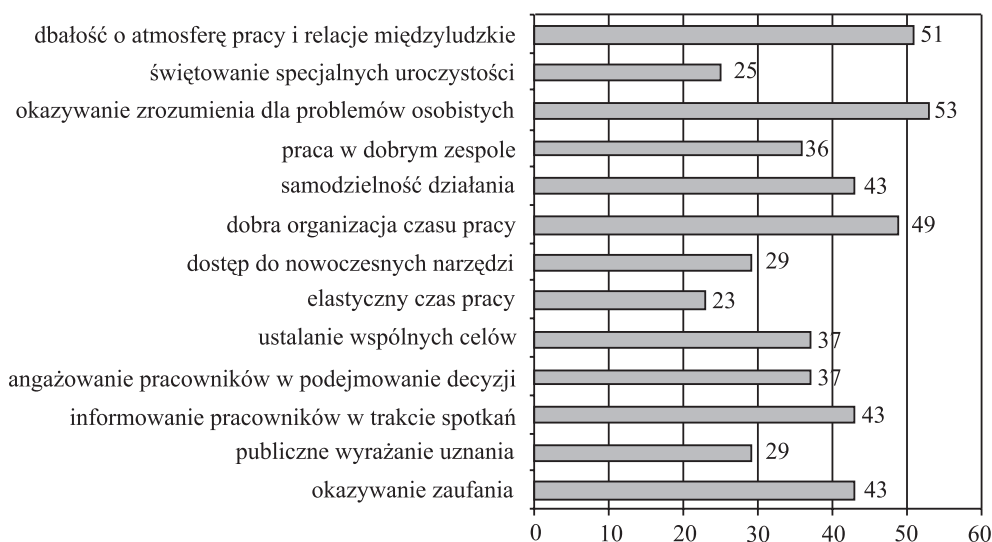 dbałość o atmosferę pracy i relacje międzyludzkie 51
świętowanie specjalnych uroczystości 25
okazywanie zrozumienia dla problemów osobistych 53
praca w dobrym zespole 36
samodzielność działania 43
dobra organizacja czasu pracy 49
dostęp do nowoczesnych narzędzi 29
elastyczny czas pracy 23
ustalanie wspólnych celów 37
angażowanie pracowników w podejmowanie decyzji 37
informowanie pracowników w trakcie spotkań 43
publiczne wyrażanie uznania 29
okazywanie zaufania 43
0 10 20 30 40 50 60